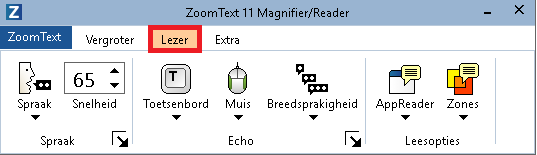 Z ZoomText 11 Magnifier/Reader
ZoomText Vergroter Lezer Extra
65 T
Spraak Snelheid Toetsenbord Muis Breedsprakigheid AppReader Zones
Spraak Echo Leesopties